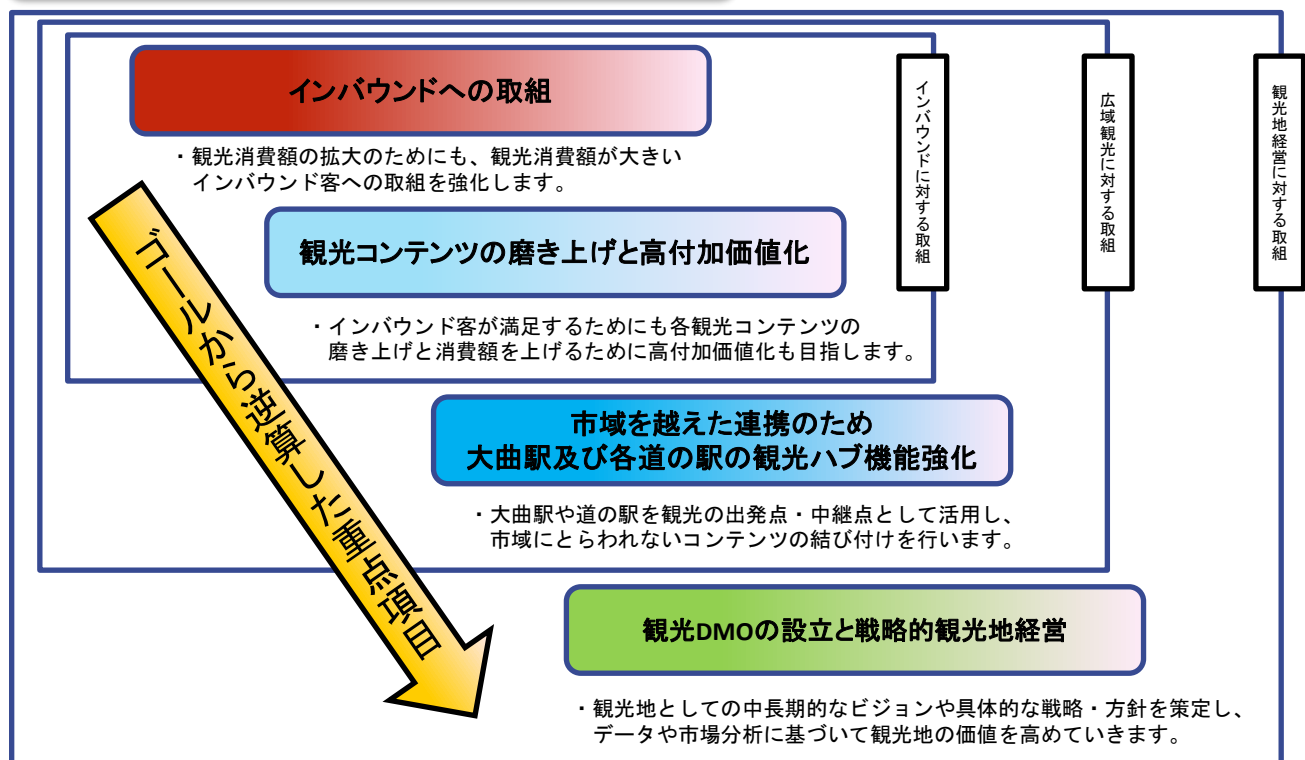 インバウンドへの取組
・観光消費額の拡大のためにも、観光消費額が大きい
インバウンド客への取組を強化します。
観光コンテンツの磨き上げと高付加価値化
・インバウンド客が満足するためにも各観光コンテンツの
磨き上げと消費額を上げるために高付加価値化も目指します。
市域を越えた連携のため
大曲駅及び各道の駅の観光ハブ機能強化
・大曲駅や道の駅を観光の出発点・中継点として活用し、
市域にとらわれないコンテンツの結び付けを行います。
観光DMOの設立と戦略的観光地経営
・観光地としての中長期的なビジョンや具体的な戦略・方針を策定し、
データや市場分析に基づいて観光地の価値を高めていきます。
ゴールから逆算した重点項目
インバウンドに対する取組
広域観光に対する取組
観光地経営に対する取組